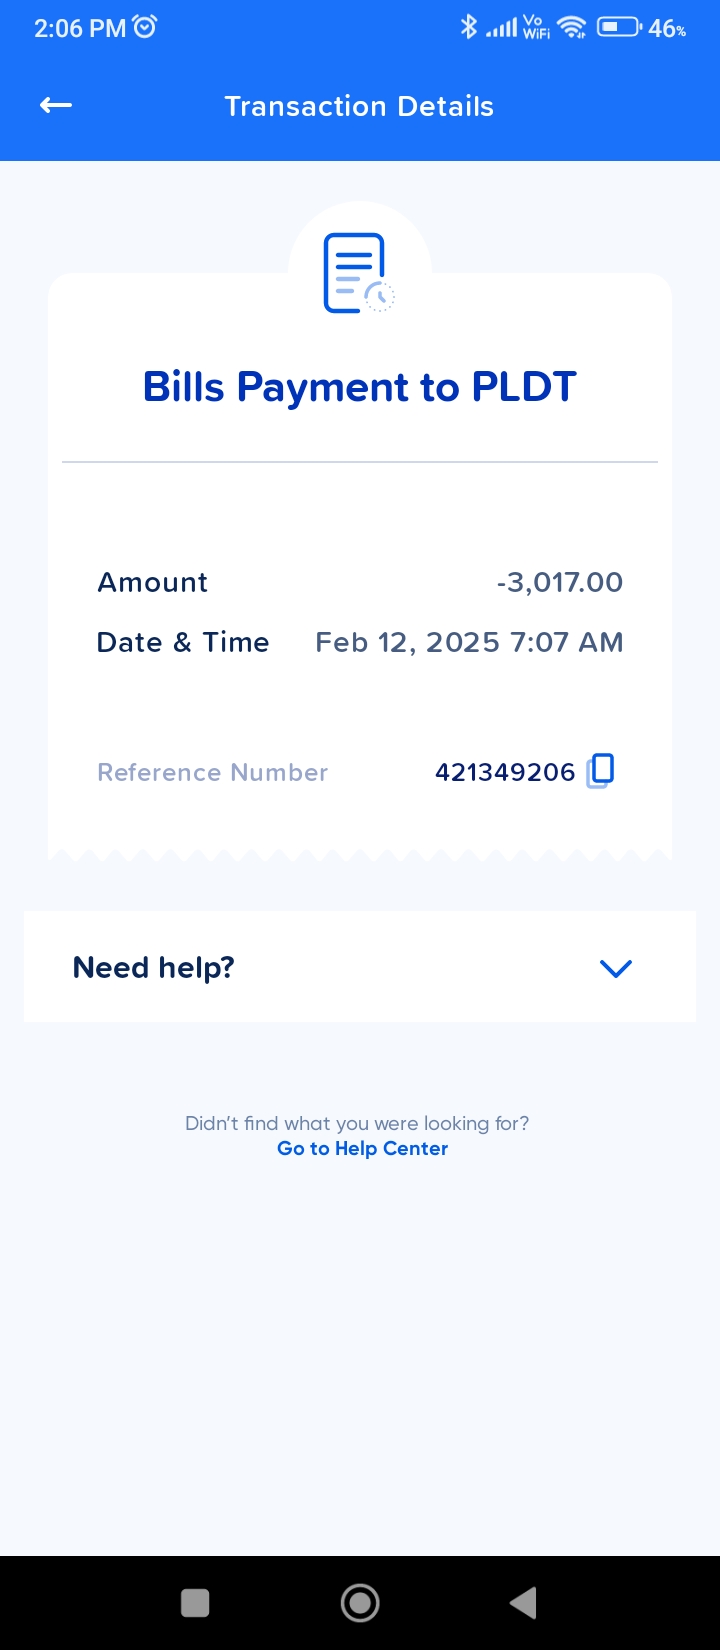 2:06 PM
Vo
WiFi
46%
Transaction Details
Bills Payment to PLDT
Amount -3,017.00
Date & Time Feb 12, 2025 7:07 AM
Reference Number 421349206
Need help?
Didn't find what you were looking for?
Go to Help Center